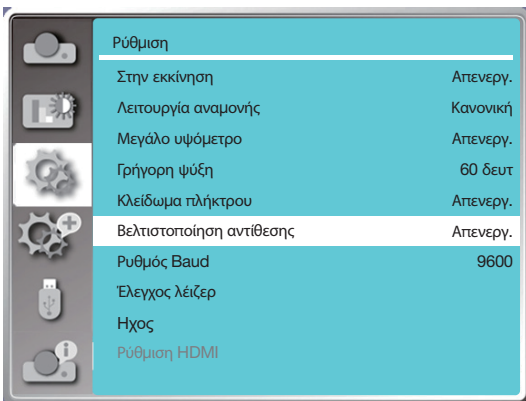 Ρύθμιση
Στην εκκίνηση Απενεργ.
Λειτουργία αναμονής Κανονική
Μεγάλο υψόμετρο Απενεργ.
Γρήγορη ψύξη 60 δευτ
Κλείδωμα πλήκτρου Απενεργ.
Βελτιστοποίηση αντίθεσης Απενεργ.
Ρυθμός Baud 9600
Έλεγχος λέιζερ
Ηχος
Ρύθμιση HDMI